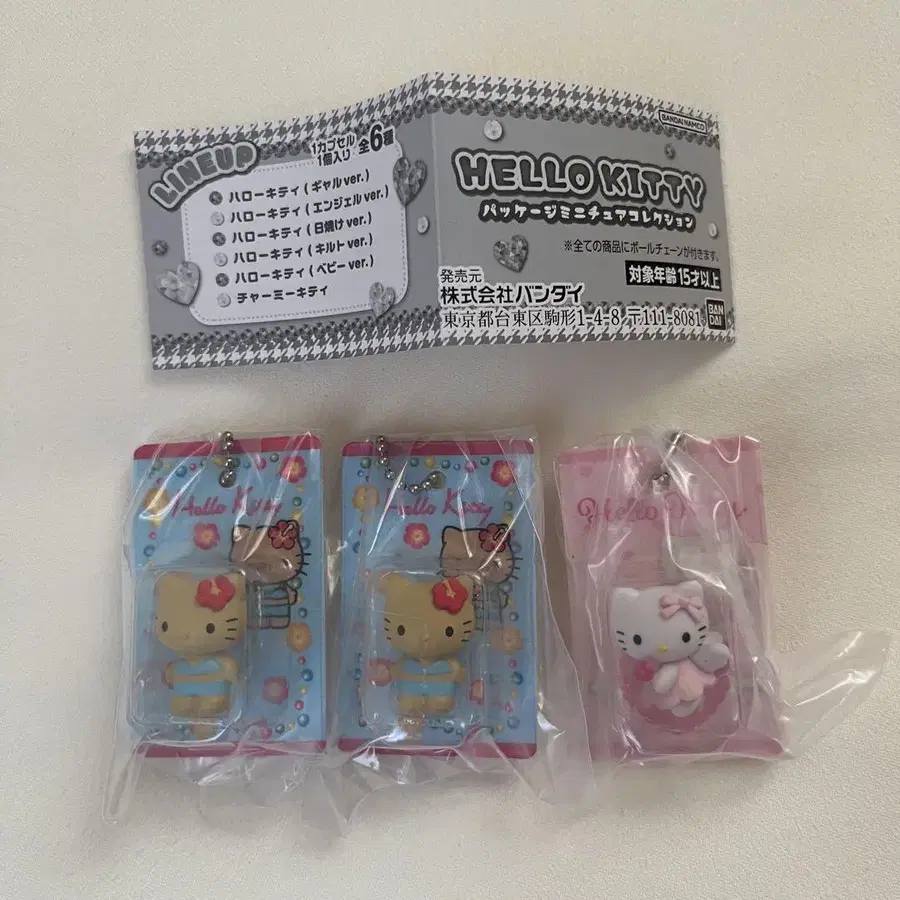 LINEUP
1カプセル
1個入り
全6種
ハローキティ(ギャルver.)
ハローキティ(エンジェルver.)
ハローキティ(日焼けver.)
ハローキティ(キルトver.)
ハローキティ(ベビーver.)
チャーミーキティ
BANDAI NAMCO
HELLO KITTY
パッケージミニチュアコレクション
※全ての商品にボールチェーンが付きます。
対象年齢15才以上
発売元
株式会社バンダイ
東京都台東区駒形1-4-8 〒111-8081
BAN
DAI
Hello Kitty
Hello Kitty
Hello